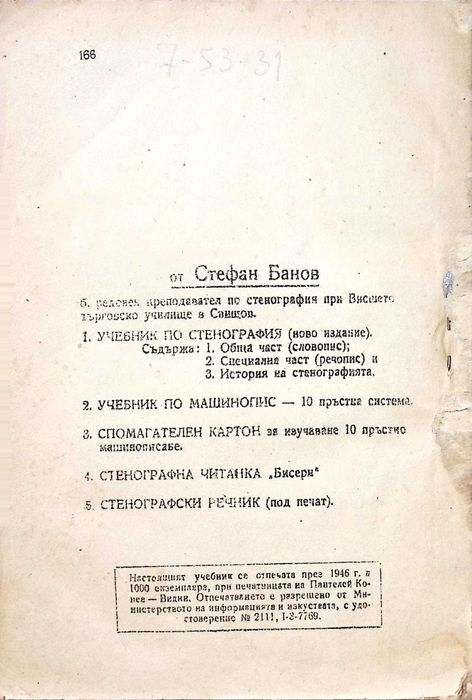 166
7-53-31
от Стефан Банов
б. редовен преподавател по стенография при Висшето
търговско училище в Свищов.
1. УЧЕБНИК ПО СТЕНОГРАФИЯ (ново издание).
Съдържа: 1. Обща част (словопис);
2. Специална част (речопис) и
3. История на стенографията.
2. УЧЕБНИК ПО МАШИНОПИС — 10 пръстна система.
3. СПОМАГАТЕЛЕН КАРТОН за изучаване 10 пръстно
машинописане.
4. СТЕНОГРАФНА ЧИТАНКА „Бисери“
5. СТЕНОГРАФСКИ РЕЧНИК (под печат).
Настоящият учебник се отпечата през 1946 г. в
1000 екземпляра, при печатницата на Пантелей Ко-
нев — Видин. Отпечатването е разрешено от Ми-
нистерството на информацията и изкуствата, с удо-
стоверение № 2111, I-3-7769.